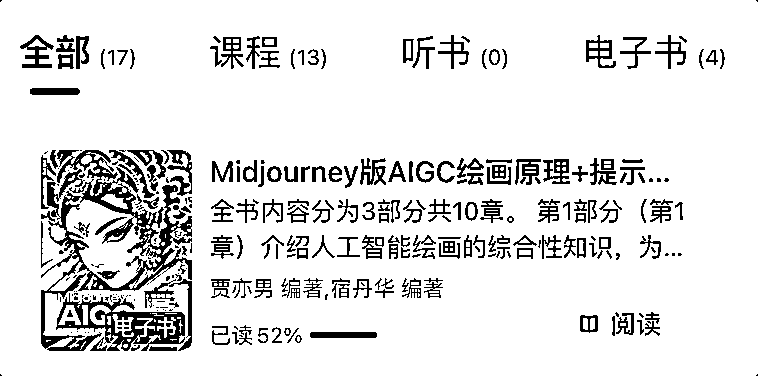 全部 (17) 课程 (13) 听书 (0) 电子书 (4)
Midjourney版AIGC绘画原理+提示...
全书内容分为3部分共10章。 第1部分（第1
章）介绍人工智能绘画的综合性知识，为...
贾亦男 编著,宿丹华 编著
Midjourney
AIGC
电子书
已读52%
阅读